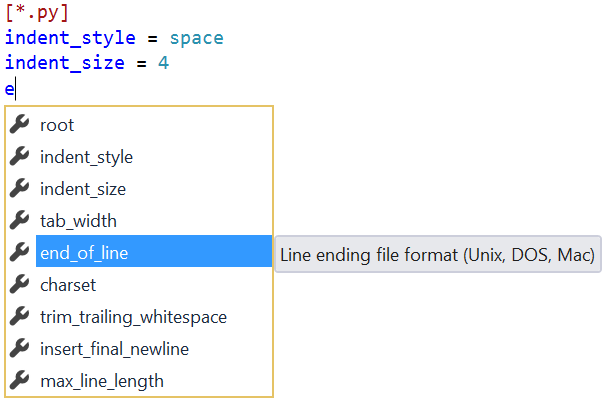 [*.py]
indent_style = space
indent_size = 4
e
root
indent_style
indent_size
tab_width
end_of_line
Line ending file format (Unix, DOS, Mac)
charset
trim_trailing_whitespace
insert_final_newline
max_line_length